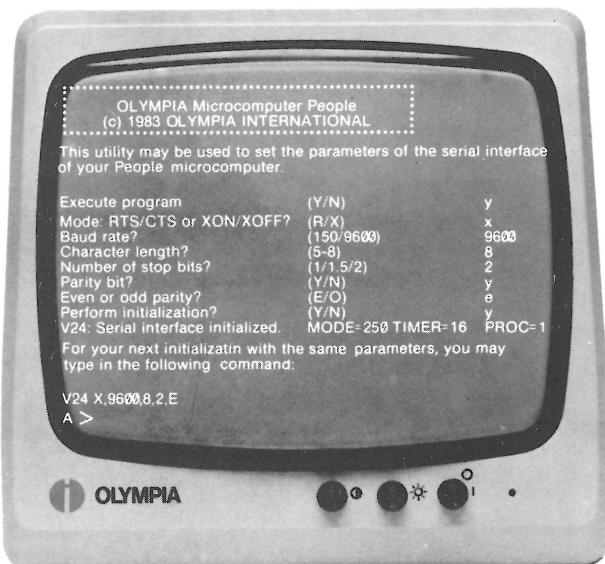 OLYMPIA Microcomputer People
(c) 1983 OLYMPIA INTERNATIONAL
This utility may be used to set the parameters of the serial interface
of your People microcomputer.
Execute program (Y/N) y
Mode: RTS/CTS or XON/XOFF? (R/X) x
Baud rate? (150/9600) 9600
Character length? (5-8) 8
Number of stop bits? (1/1.5/2) 2
Parity bit? (Y/N) y
Even or odd parity? (E/O) e
Perform initialization? (Y/N) y
V24: Serial interface initialized. MODE=250 TIMER=16 PROC=1
For your next initializatin with the same parameters, you may
type in the following command:
V24 X,9600,8,2,E
A >
OLYMPIA